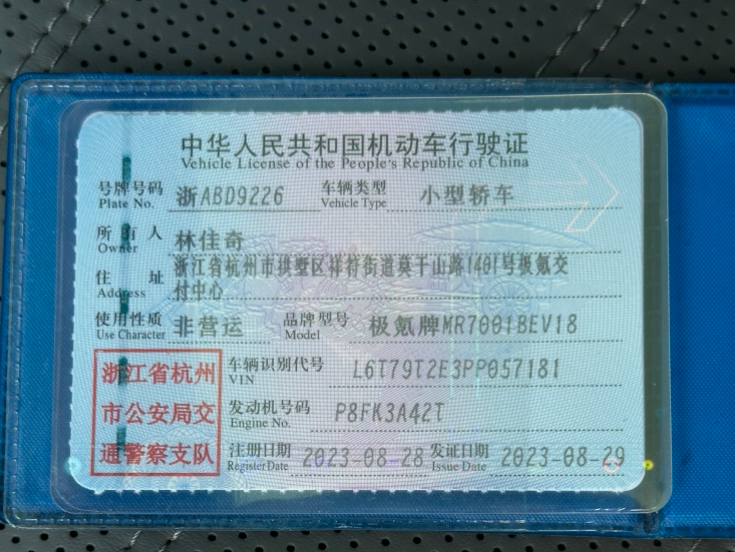 中华人民共和国机动车行驶证
Vehicle License of the People's Republic of China
号牌号码 浙ABD9226 车辆类型 小型轿车
Plate No. Vehicle Type
所有人 林佳奇
Owner
浙江省杭州市拱墅区祥符街道莫干山路1401号极氪交
住址 付中心
Address
使用性质 非营运 品牌型号 极氪牌MR7001BEV18
Use Character Model
浙江省杭州 车辆识别代号 L6T79T2E3PP057181
VIN
市公安局交 发动机号码 P8FK3A42T
Engine No.
通警察支队 注册日期 2023-08-28 发证日期 2023-08-29
Register Date Issue Date